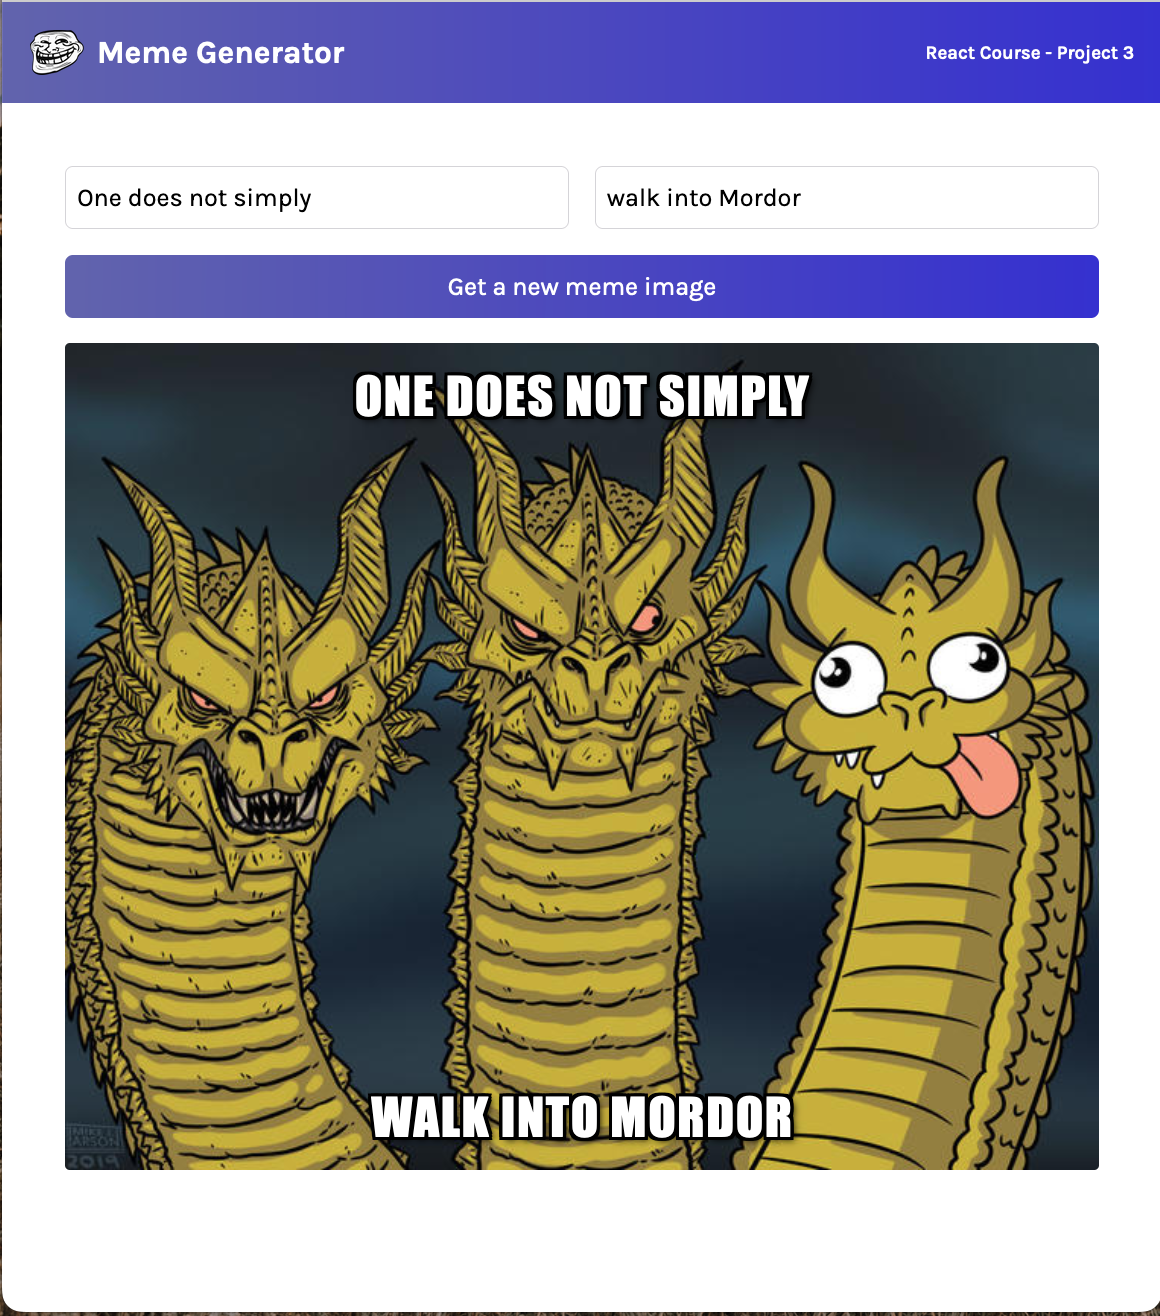 Meme Generator
React Course - Project 3
One does not simply
walk into Mordor
Get a new meme image
ONE DOES NOT SIMPLY
WALK INTO MORDOR
MIKE L
ARSON
2019